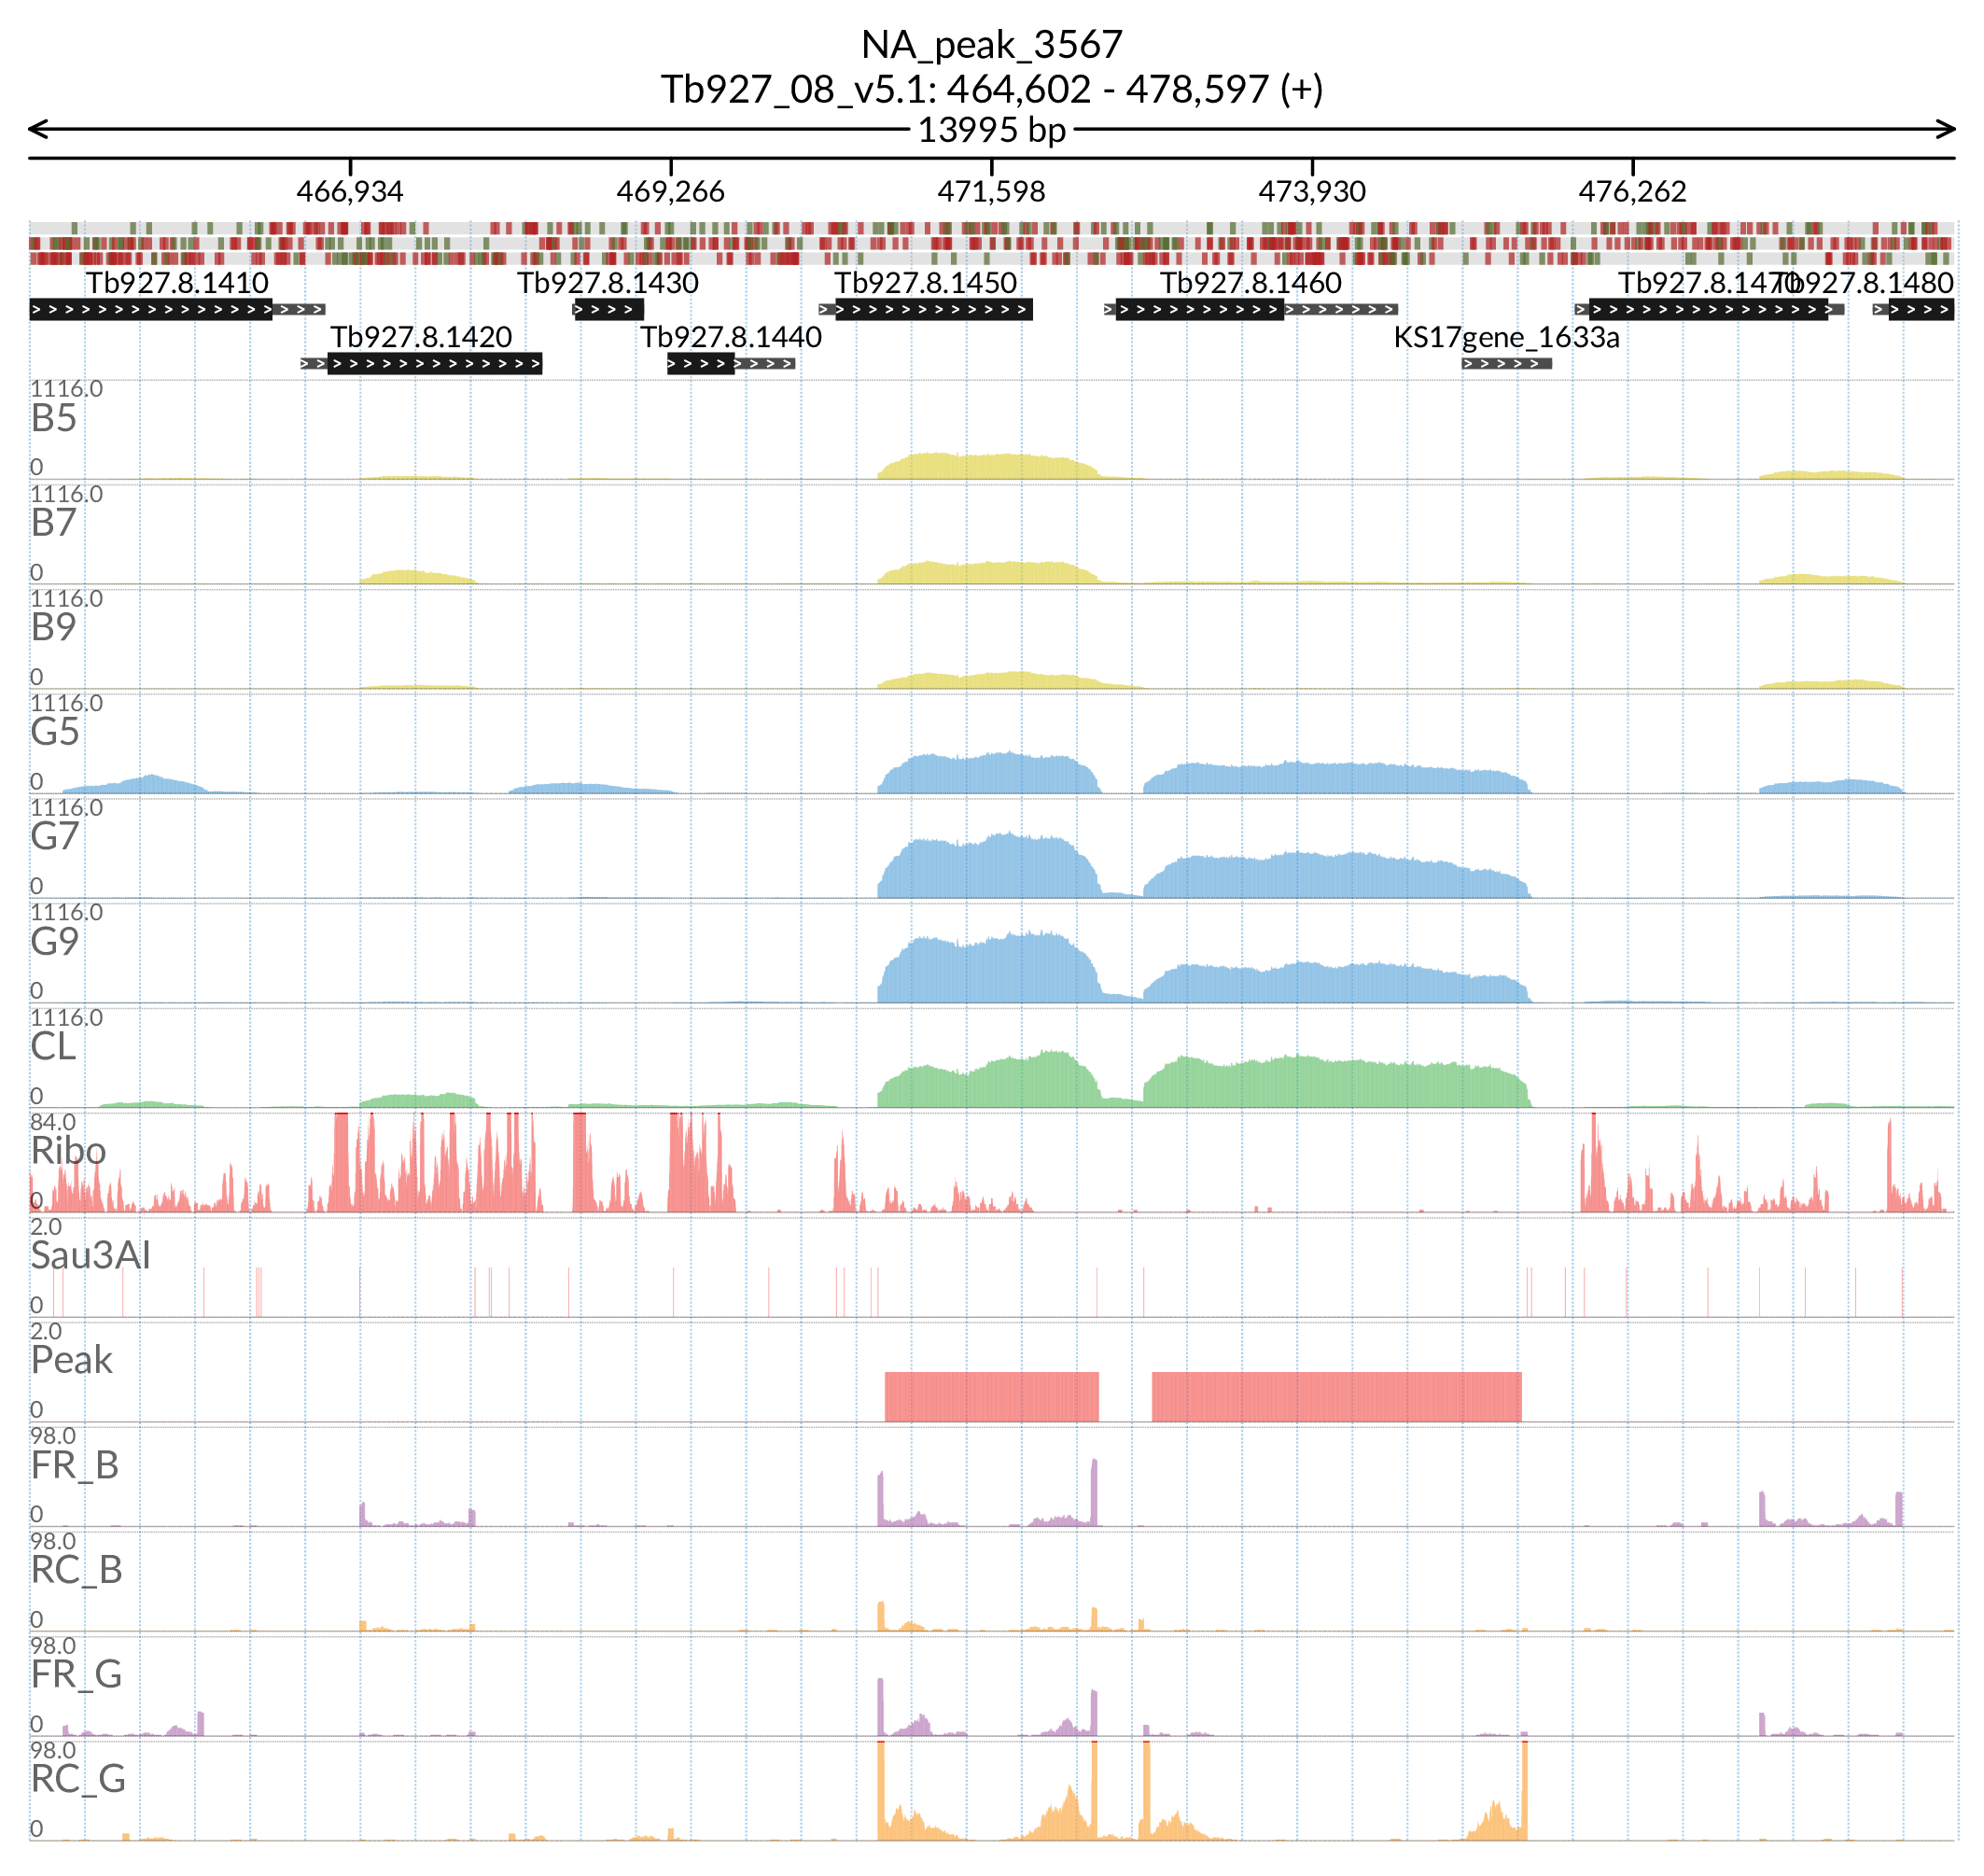 NA_peak_3567
Tb927_08_v5.1: 464,602 - 478,597 (+)
13995 bp
466,934 469,266 471,598 473,930 476,262
Tb927.8.1410 Tb927.8.1430 Tb927.8.1450 Tb927.8.1460 Tb927.8.1470 Tb927.8.1480
Tb927.8.1420 Tb927.8.1440 KS17gene_1633a
1116.0
B5
0
1116.0
B7
0
1116.0
B9
0
1116.0
G5
0
1116.0
G7
0
1116.0
G9
0
1116.0
CL
0
84.0
Ribo
0
2.0
Sau3AI
0
2.0
Peak
0
98.0
FR_B
0
98.0
RC_B
0
98.0
FR_G
0
98.0
RC_G
0